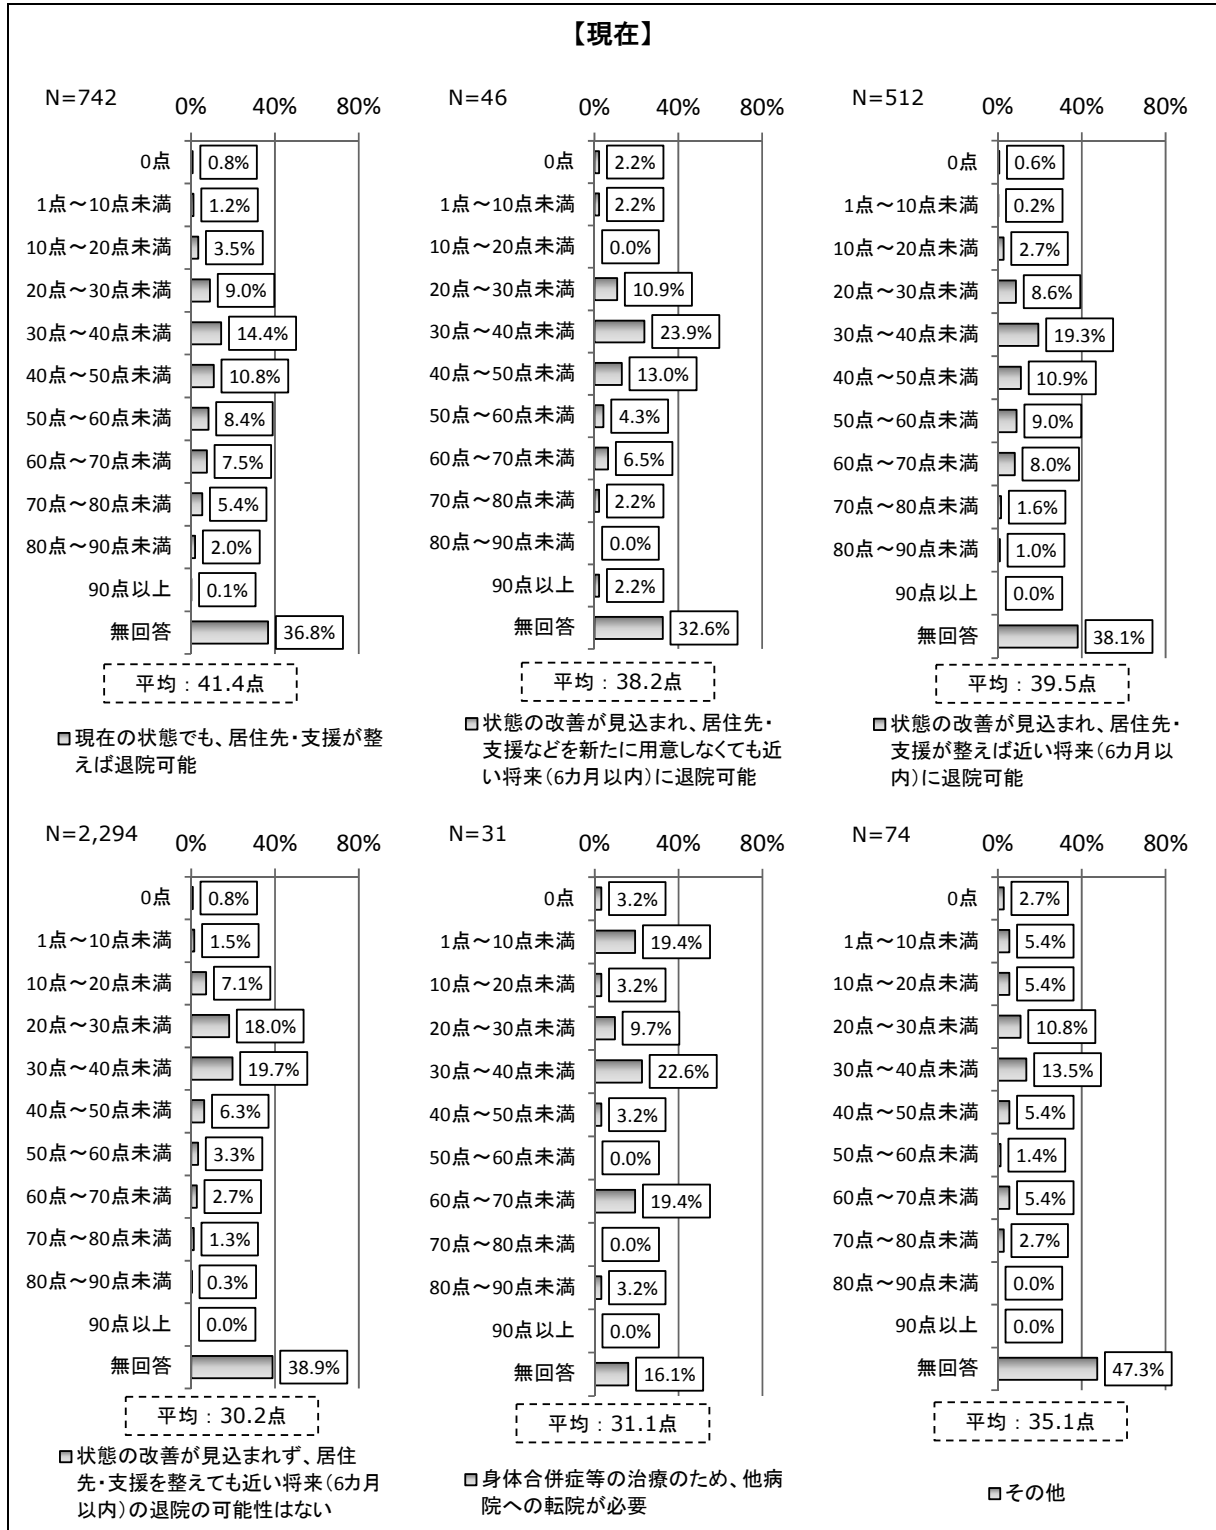 【現在】
N=742
0% 40% 80%
0点 0.8%
1点～10点未満 1.2%
10点～20点未満 3.5%
20点～30点未満 9.0%
30点～40点未満 14.4%
40点～50点未満 10.8%
50点～60点未満 8.4%
60点～70点未満 7.5%
70点～80点未満 5.4%
80点～90点未満 2.0%
90点以上 0.1%
無回答 36.8%
平均：41.4点
現在の状態でも、居住先・支援が整
えば退院可能
N=46
0% 40% 80%
0点 2.2%
1点～10点未満 2.2%
10点～20点未満 0.0%
20点～30点未満 10.9%
30点～40点未満 23.9%
40点～50点未満 13.0%
50点～60点未満 4.3%
60点～70点未満 6.5%
70点～80点未満 2.2%
80点～90点未満 0.0%
90点以上 2.2%
無回答 32.6%
平均：38.2点
状態の改善が見込まれ、居住先・
支援などを新たに用意しなくても近
い将来（6カ月以内）に退院可能
N=512
0% 40% 80%
0点 0.6%
1点～10点未満 0.2%
10点～20点未満 2.7%
20点～30点未満 8.6%
30点～40点未満 19.3%
40点～50点未満 10.9%
50点～60点未満 9.0%
60点～70点未満 8.0%
70点～80点未満 1.6%
80点～90点未満 1.0%
90点以上 0.0%
無回答 38.1%
平均：39.5点
状態の改善が見込まれ、居住先・
支援が整えば近い将来（6カ月以
内）に退院可能
N=2,294
0% 40% 80%
0点 0.8%
1点～10点未満 1.5%
10点～20点未満 7.1%
20点～30点未満 18.0%
30点～40点未満 19.7%
40点～50点未満 6.3%
50点～60点未満 3.3%
60点～70点未満 2.7%
70点～80点未満 1.3%
80点～90点未満 0.3%
90点以上 0.0%
無回答 38.9%
平均：30.2点
状態の改善が見込まれず、居住
先・支援を整えても近い将来（6カ月
以内）の退院の可能性はない
N=31
0% 40% 80%
0点 3.2%
1点～10点未満 19.4%
10点～20点未満 3.2%
20点～30点未満 9.7%
30点～40点未満 22.6%
40点～50点未満 3.2%
50点～60点未満 0.0%
60点～70点未満 19.4%
70点～80点未満 0.0%
80点～90点未満 3.2%
90点以上 0.0%
無回答 16.1%
平均：31.1点
身体合併症等の治療のため、他病
院への転院が必要
N=74
0% 40% 80%
0点 2.7%
1点～10点未満 5.4%
10点～20点未満 5.4%
20点～30点未満 10.8%
30点～40点未満 13.5%
40点～50点未満 5.4%
50点～60点未満 1.4%
60点～70点未満 5.4%
70点～80点未満 2.7%
80点～90点未満 0.0%
90点以上 0.0%
無回答 47.3%
平均：35.1点
その他